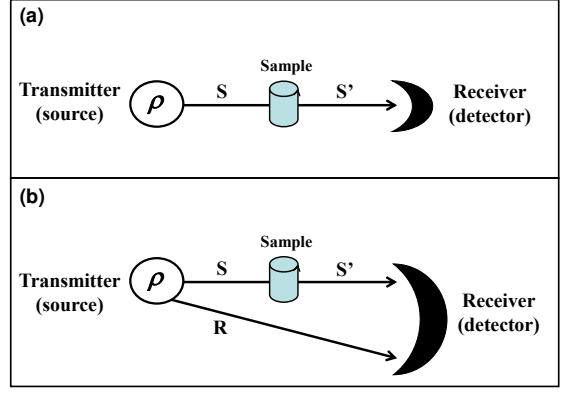 (a)
Sample
Transmitter
(source)
ρ
S
S'
Receiver
(detector)
(b)
Sample
Transmitter
(source)
ρ
S
S'
R
Receiver
(detector)